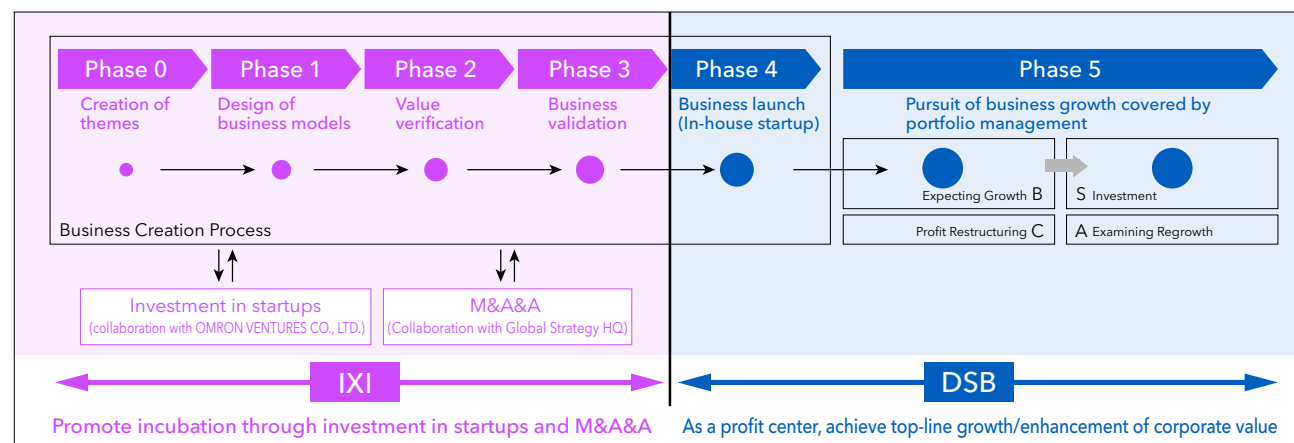 Phase 0
Phase 1
Phase 2
Phase 3
Phase 4
Phase 5
Creation of
themes
Design of
business models
Value
verification
Business
validation
Business launch
(In-house startup)
Pursuit of business growth covered by
portfolio management
Expecting Growth B
S Investment
Profit Restructuring C
A Examining Regrowth
Business Creation Process
Investment in startups
(collaboration with OMRON VENTURES CO., LTD.)
M&A&A
(Collaboration with Global Strategy HQ)
IXI
DSB
Promote incubation through investment in startups and M&A&A
As a profit center, achieve top-line growth/enhancement of corporate value